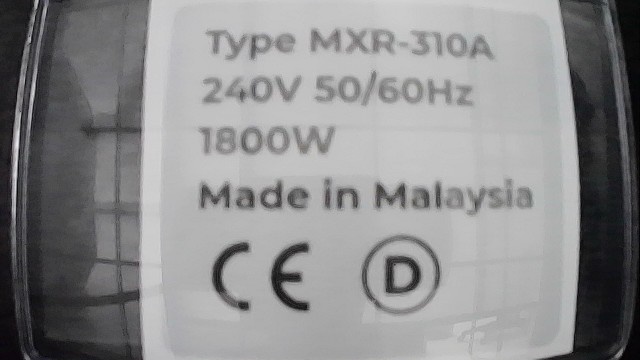 Type MXR-310A
240V 50/60Hz
1800W
Made in Malaysia
CE D